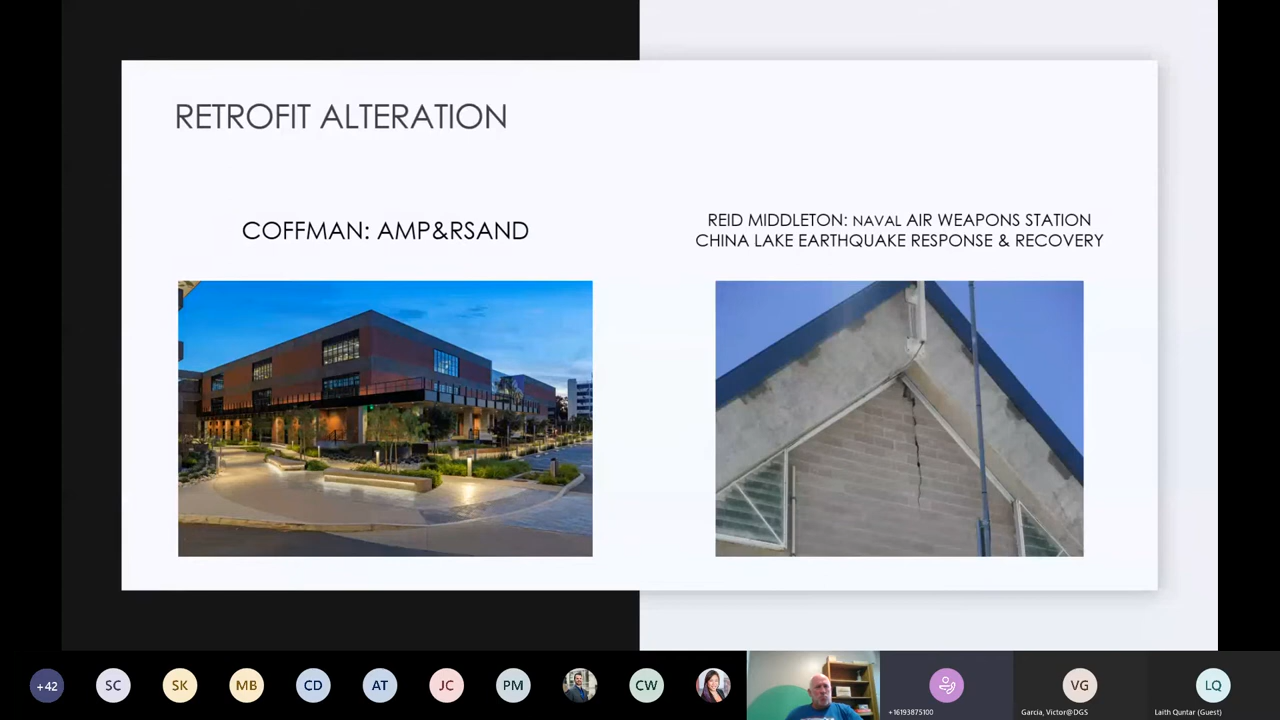 RETROFIT ALTERATION
COFFMAN: AMP&RSAND
REID MIDDLETON: NAVAL AIR WEAPONS STATION
CHINA LAKE EARTHQUAKE RESPONSE & RECOVERY
+42
SC
SK
MB
CD
AT
JC
PM
CW
VG
LQ
+16193875100
Garcia, Victor@DGS
Laith Quntar (Guest)